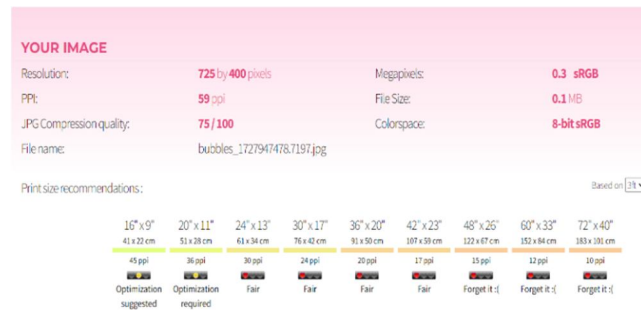 YOUR IMAGE
Resolution: 725 by 400 pixels Megapixels: 0.3 sRGB
PPI: 59 ppi File Size: 0.1 MB
JPG Compression quality: 75 / 100 Colorspace: 8-bit sRGB
File name: bubbles_1727947478.7197.jpg
Print size recommendations : Based on 3ft
16" x 9" 20" x 11" 24" x 13" 30" x 17" 36" x 20" 42" x 23" 48" x 26" 60" x 33" 72" x 40"
41 x 22 cm 51 x 28 cm 61 x 34 cm 76 x 42 cm 91 x 50 cm 107 x 59 cm 122 x 67 cm 152 x 84 cm 183 x 101 cm
45 ppi 36 ppi 30 ppi 24 ppi 20 ppi 17 ppi 15 ppi 12 ppi 10 ppi
Optimization Optimization Fair Fair Fair Fair Forget it :( Forget it :( Forget it :(
suggested required